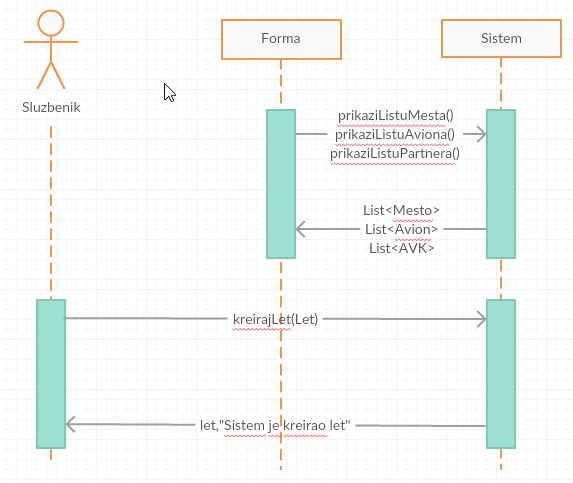 Forma
Sistem
Sluzbenik
prikaziListuMesta()
prikaziListuAviona()
prikaziListuPartnera()
List<Mesto>
List<Avion>
List<AVK>
kreirajLet(Let)
let,"Sistem je kreirao let"